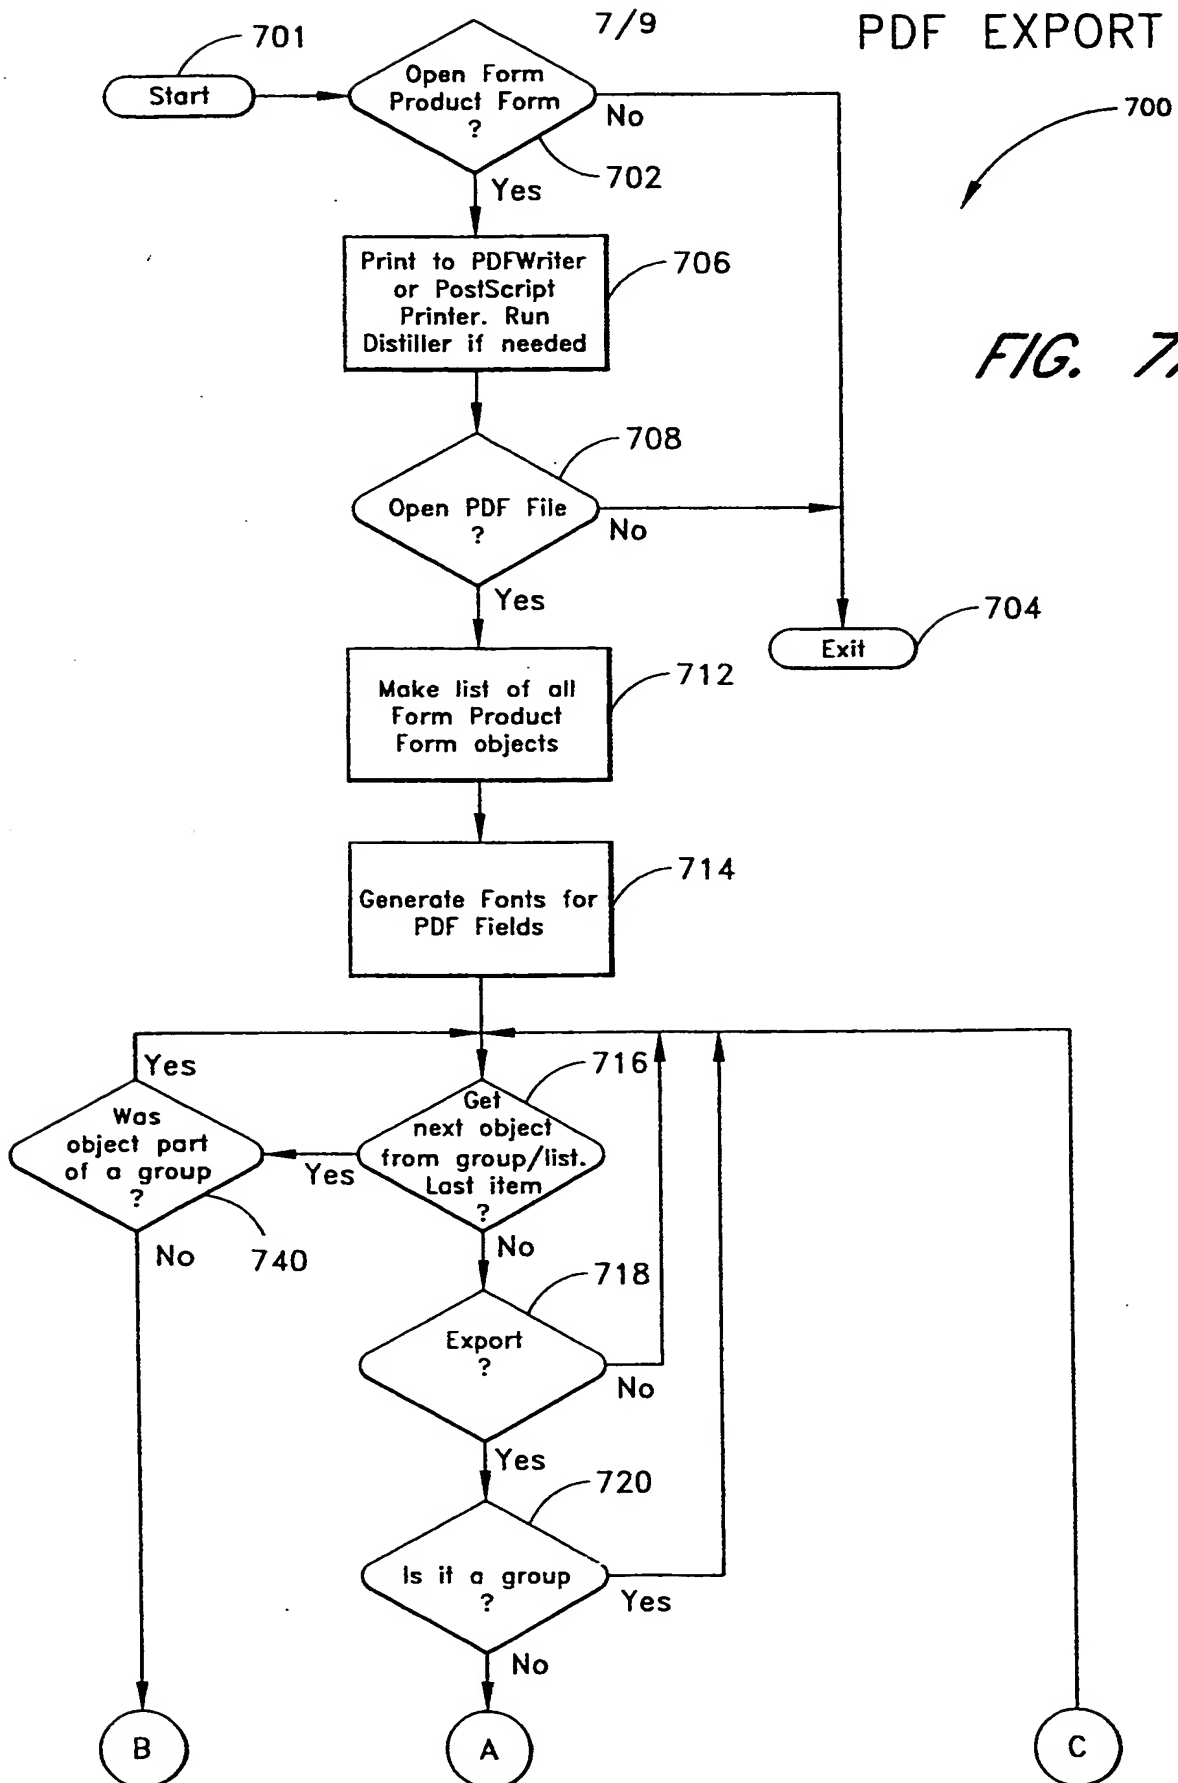 7/9
PDF EXPORT
701
Start
Open Form
Product Form
?
No
702
Yes
700
Print to PDFWriter
or PostScript
Printer. Run
Distiller if needed
706
FIG. 7A
708
Open PDF File
?
No
Yes
704
Exit
Make list of all
Form Product
Form objects
712
Generate Fonts for
PDF Fields
714
Yes
716
Was
object part
of a group
?
Yes
Get
next object
from group/list.
Last item
?
No
740
No
718
Export
?
No
Yes
720
Is it a group
?
Yes
No
B
A
C